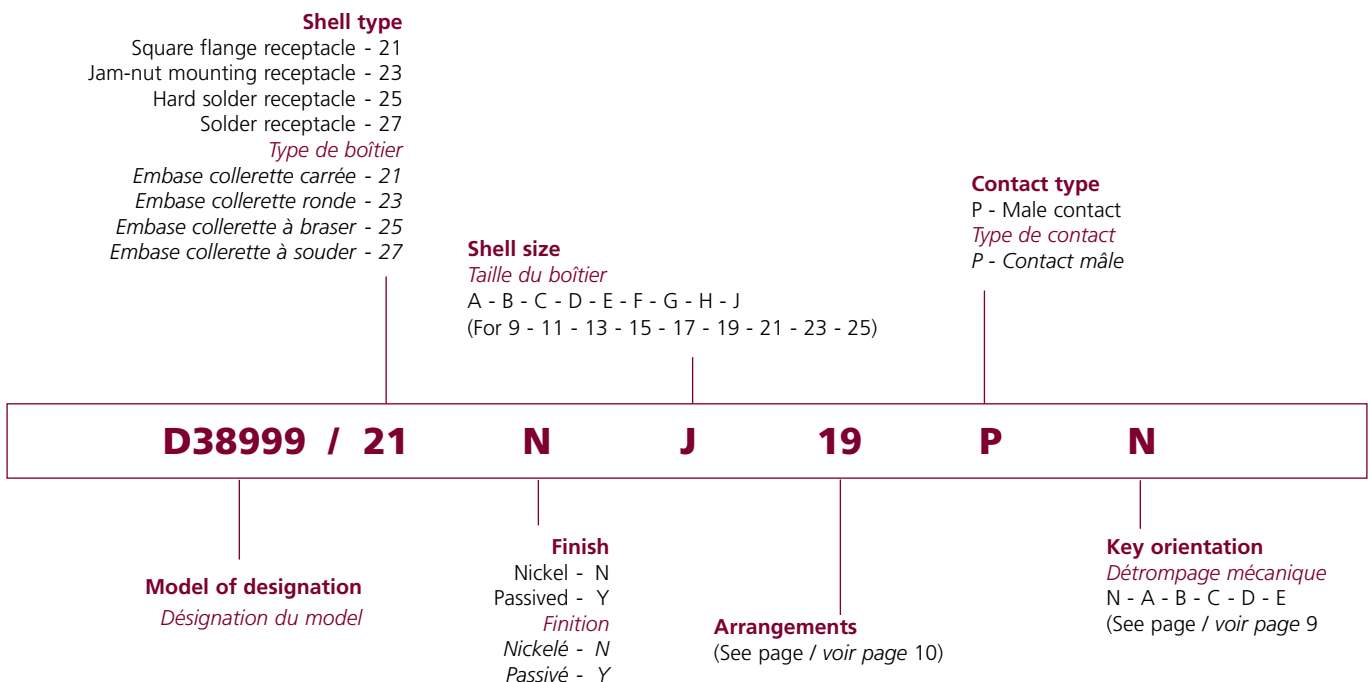 Shell type
Square flange receptacle - 21
Jam-nut mounting receptacle - 23
Hard solder receptacle - 25
Solder receptacle - 27
Type de boîtier
Embase collerette carrée - 21
Embase collerette ronde - 23
Embase collerette à braser - 25
Embase collerette à souder - 27
Shell size
Taille du boîtier
A - B - C - D - E - F - G - H - J
(For 9 - 11 - 13 - 15 - 17 - 19 - 21 - 23 - 25)
Contact type
P - Male contact
Type de contact
P - Contact mâle
D38999 / 21 N J 19 P N
Model of designation
Désignation du model
Finish
Nickel - N
Passived - Y
Finition
Nickelé - N
Passivé - Y
Arrangements
(See page / voir page 10)
Key orientation
Détrompage mécanique
N - A - B - C - D - E
(See page / voir page 9